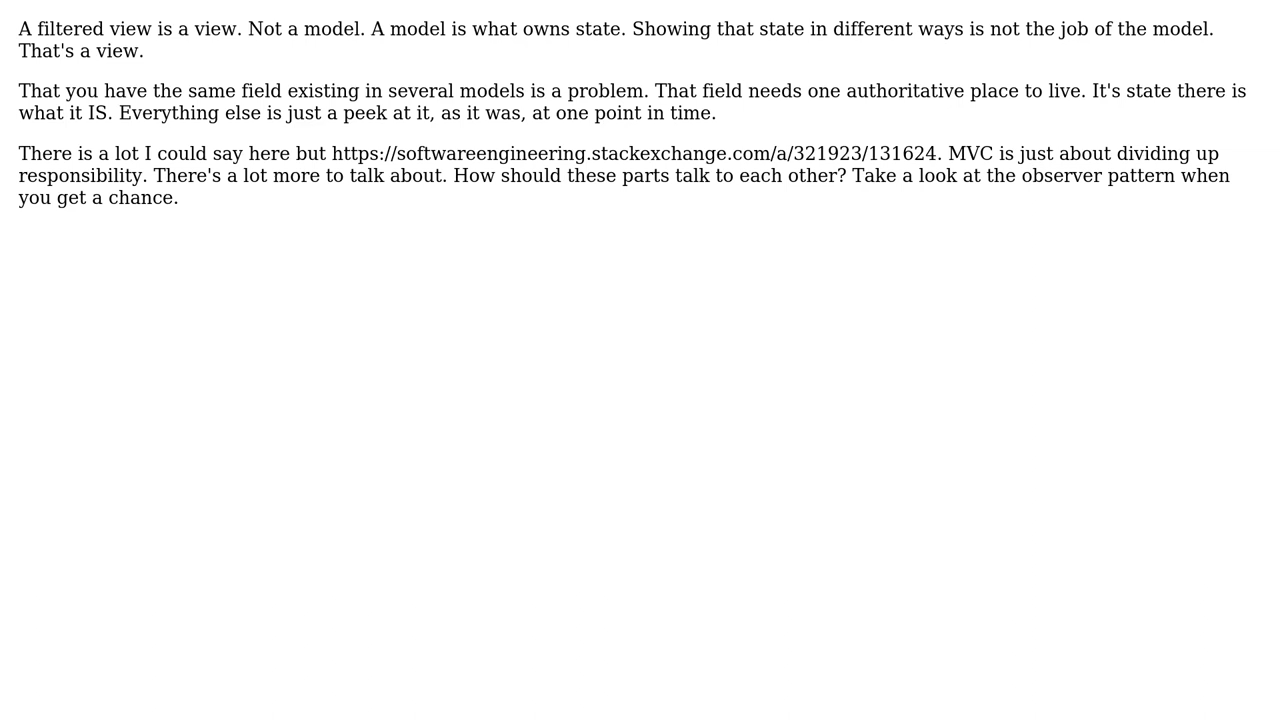 A filtered view is a view. Not a model. A model is what owns state. Showing that state in different ways is not the job of the model.
That's a view.
That you have the same field existing in several models is a problem. That field needs one authoritative place to live. It's state there is
what it IS. Everything else is just a peek at it, as it was, at one point in time.
There is a lot I could say here but https://softwareengineering.stackexchange.com/a/321923/131624. MVC is just about dividing up
responsibility. There's a lot more to talk about. How should these parts talk to each other? Take a look at the observer pattern when
you get a chance.